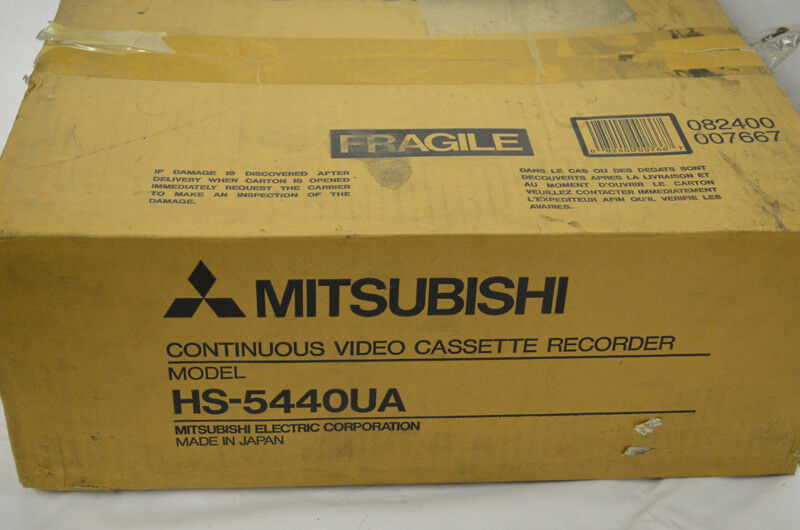 FRAGILE
082400
007667
IF DAMAGE IS DISCOVERED AFTER
DELIVERY WHEN CARTON IS OPENED
IMMEDIATELY REQUEST THE CARRIER
TO MAKE AN INSPECTION OF THE
DAMAGE.
DANS LE CAS OU DES DEGATS SONT
DECOUVERTS APRES LA LIVRAISON ET
AU MOMENT D'OUVRIR LE CARTON
VEUILLEZ CONTACTER IMMEDIATEMENT
L'EXPEDITEUR AFIN QU'IL VERIFIE LES
AVARIES.
MITSUBISHI
CONTINUOUS VIDEO CASSETTE RECORDER
MODEL
HS-5440UA
MITSUBISHI ELECTRIC CORPORATION
MADE IN JAPAN